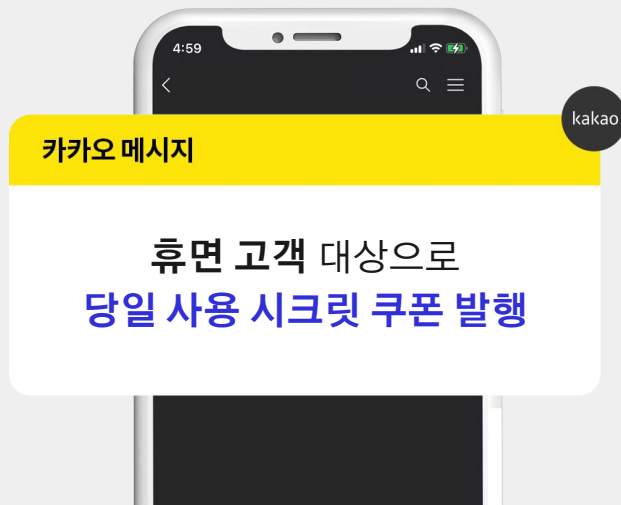 4:59
kakao
카카오 메시지
휴면 고객 대상으로
당일 사용 시크릿 쿠폰 발행